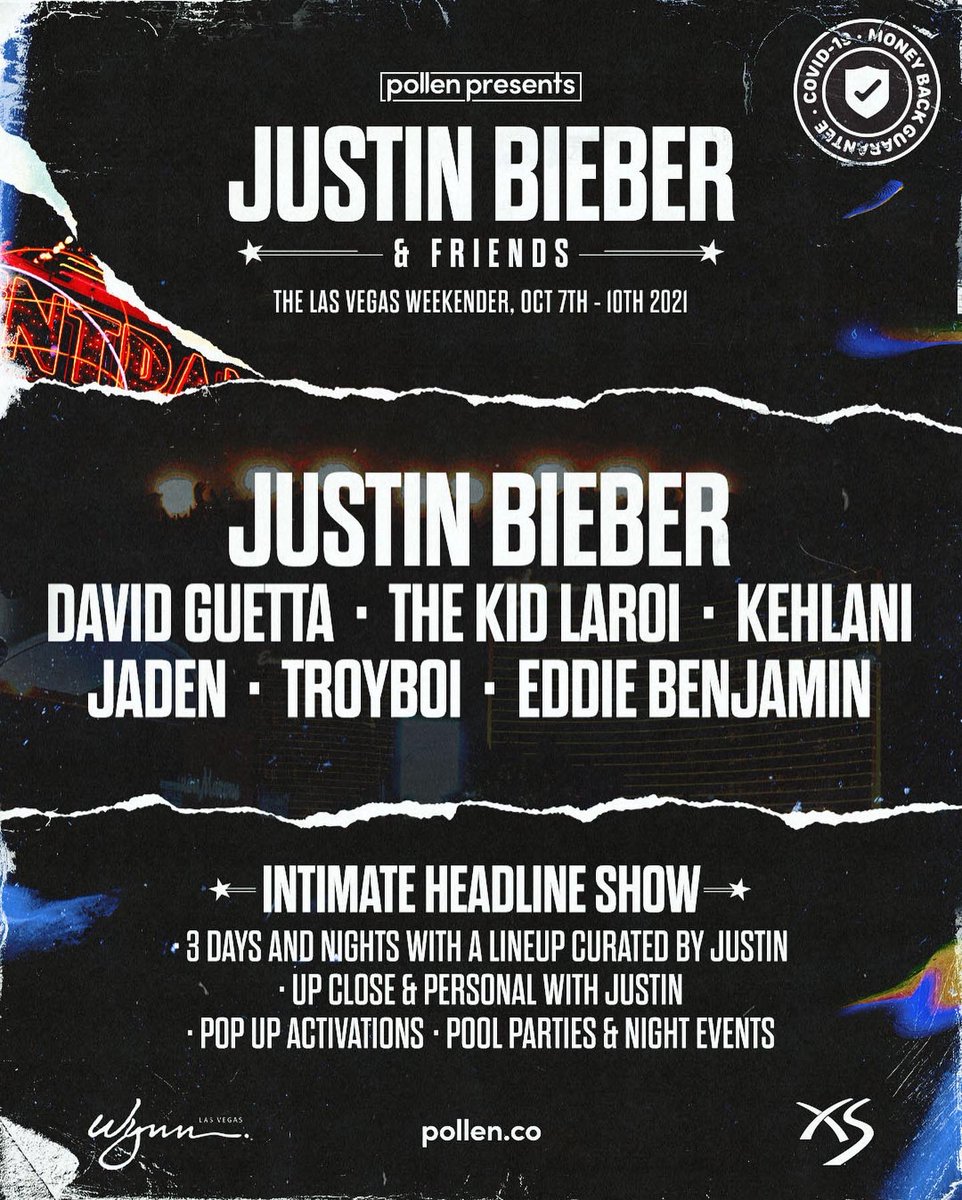 pollen presents
COVID-19 · MONEY BACK GUARANTEE ·
JUSTIN BIEBER
& FRIENDS
THE LAS VEGAS WEEKENDER, OCT 7TH - 10TH 2021
JUSTIN BIEBER
DAVID GUETTA · THE KID LAROI · KEHLANI
JADEN · TROYBOI · EDDIE BENJAMIN
INTIMATE HEADLINE SHOW
· 3 DAYS AND NIGHTS WITH A LINEUP CURATED BY JUSTIN
· UP CLOSE & PERSONAL WITH JUSTIN
· POP UP ACTIVATIONS · POOL PARTIES & NIGHT EVENTS
Wynn LAS VEGAS
pollen.co
XS